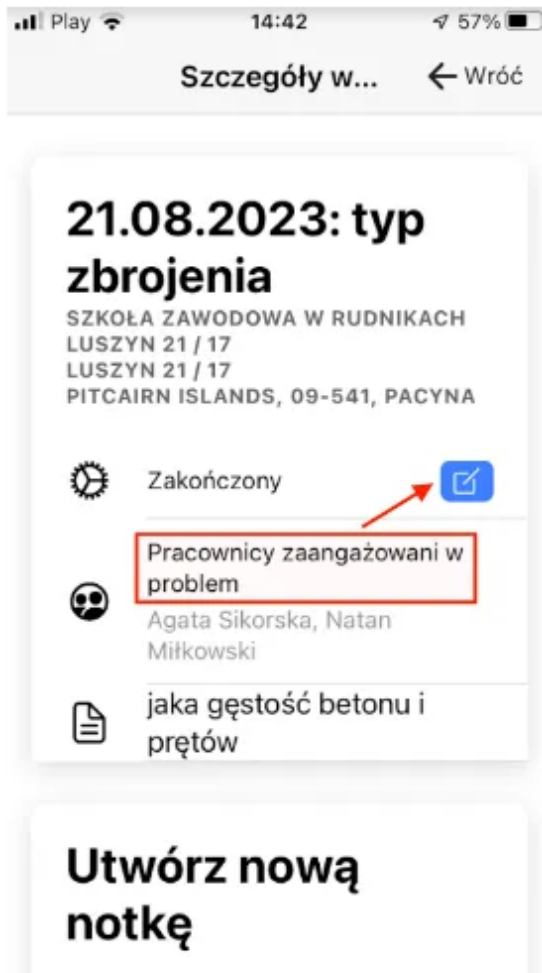 Play 14:42 57%
Szczegóły w... Wróć
21.08.2023: typ
zbrojenia
SZKOŁA ZAWODOWA W RUDNIKACH
LUSZYN 21 / 17
LUSZYN 21 / 17
PITCAIRN ISLANDS, 09-541, PACYNA
Zakończony
Pracownicy zaangażowani w
problem
Agata Sikorska, Natan
Miłkowski
jaka gęstość betonu i
prętów
Utwórz nową
notkę